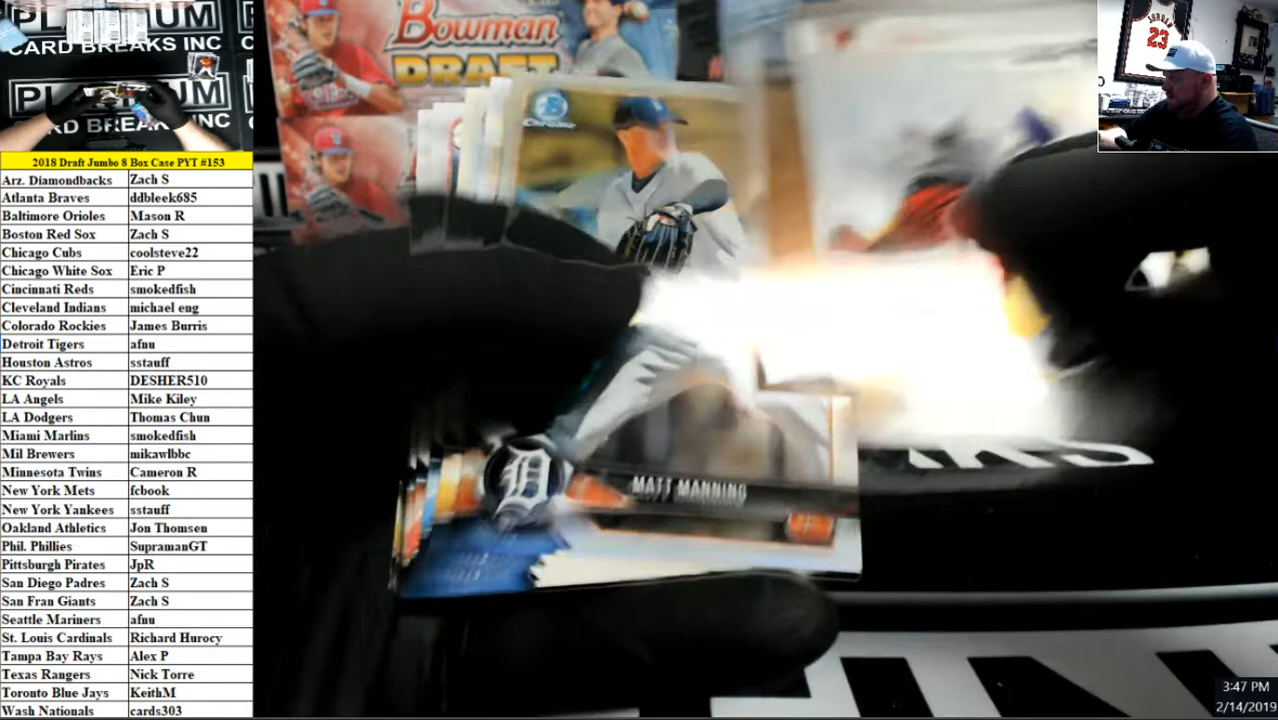 PLATINUM
CARD BREAKS INC
PLATINUM
CARD BREAKS INC
2018 Draft Jumbo 8 Box Case PYT #153
Arz. Diamondbacks Zach S
Atlanta Braves ddbleek685
Baltimore Orioles Mason R
Boston Red Sox Zach S
Chicago Cubs coolsteve22
Chicago White Sox Eric P
Cincinnati Reds smokedfish
Cleveland Indians michael eng
Colorado Rockies James Burris
Detroit Tigers afnu
Houston Astros sstauff
KC Royals DESHER510
LA Angels Mike Kiley
LA Dodgers Thomas Chun
Miami Marlins smokedfish
Mil Brewers mikawlbbc
Minnesota Twins Cameron R
New York Mets fcbook
New York Yankees sstauff
Oakland Athletics Jon Thomsen
Phil. Phillies SupramanGT
Pittsburgh Pirates JpR
San Diego Padres Zach S
San Fran Giants Zach S
Seattle Mariners afnu
St. Louis Cardinals Richard Hurocy
Tampa Bay Rays Alex P
Texas Rangers Nick Torre
Toronto Blue Jays KeithM
Wash Nationals cards303
Bowman
DRAFT
Chrome
D
MATT MANNING
JORDAN
23
3:47 PM
2/14/2019